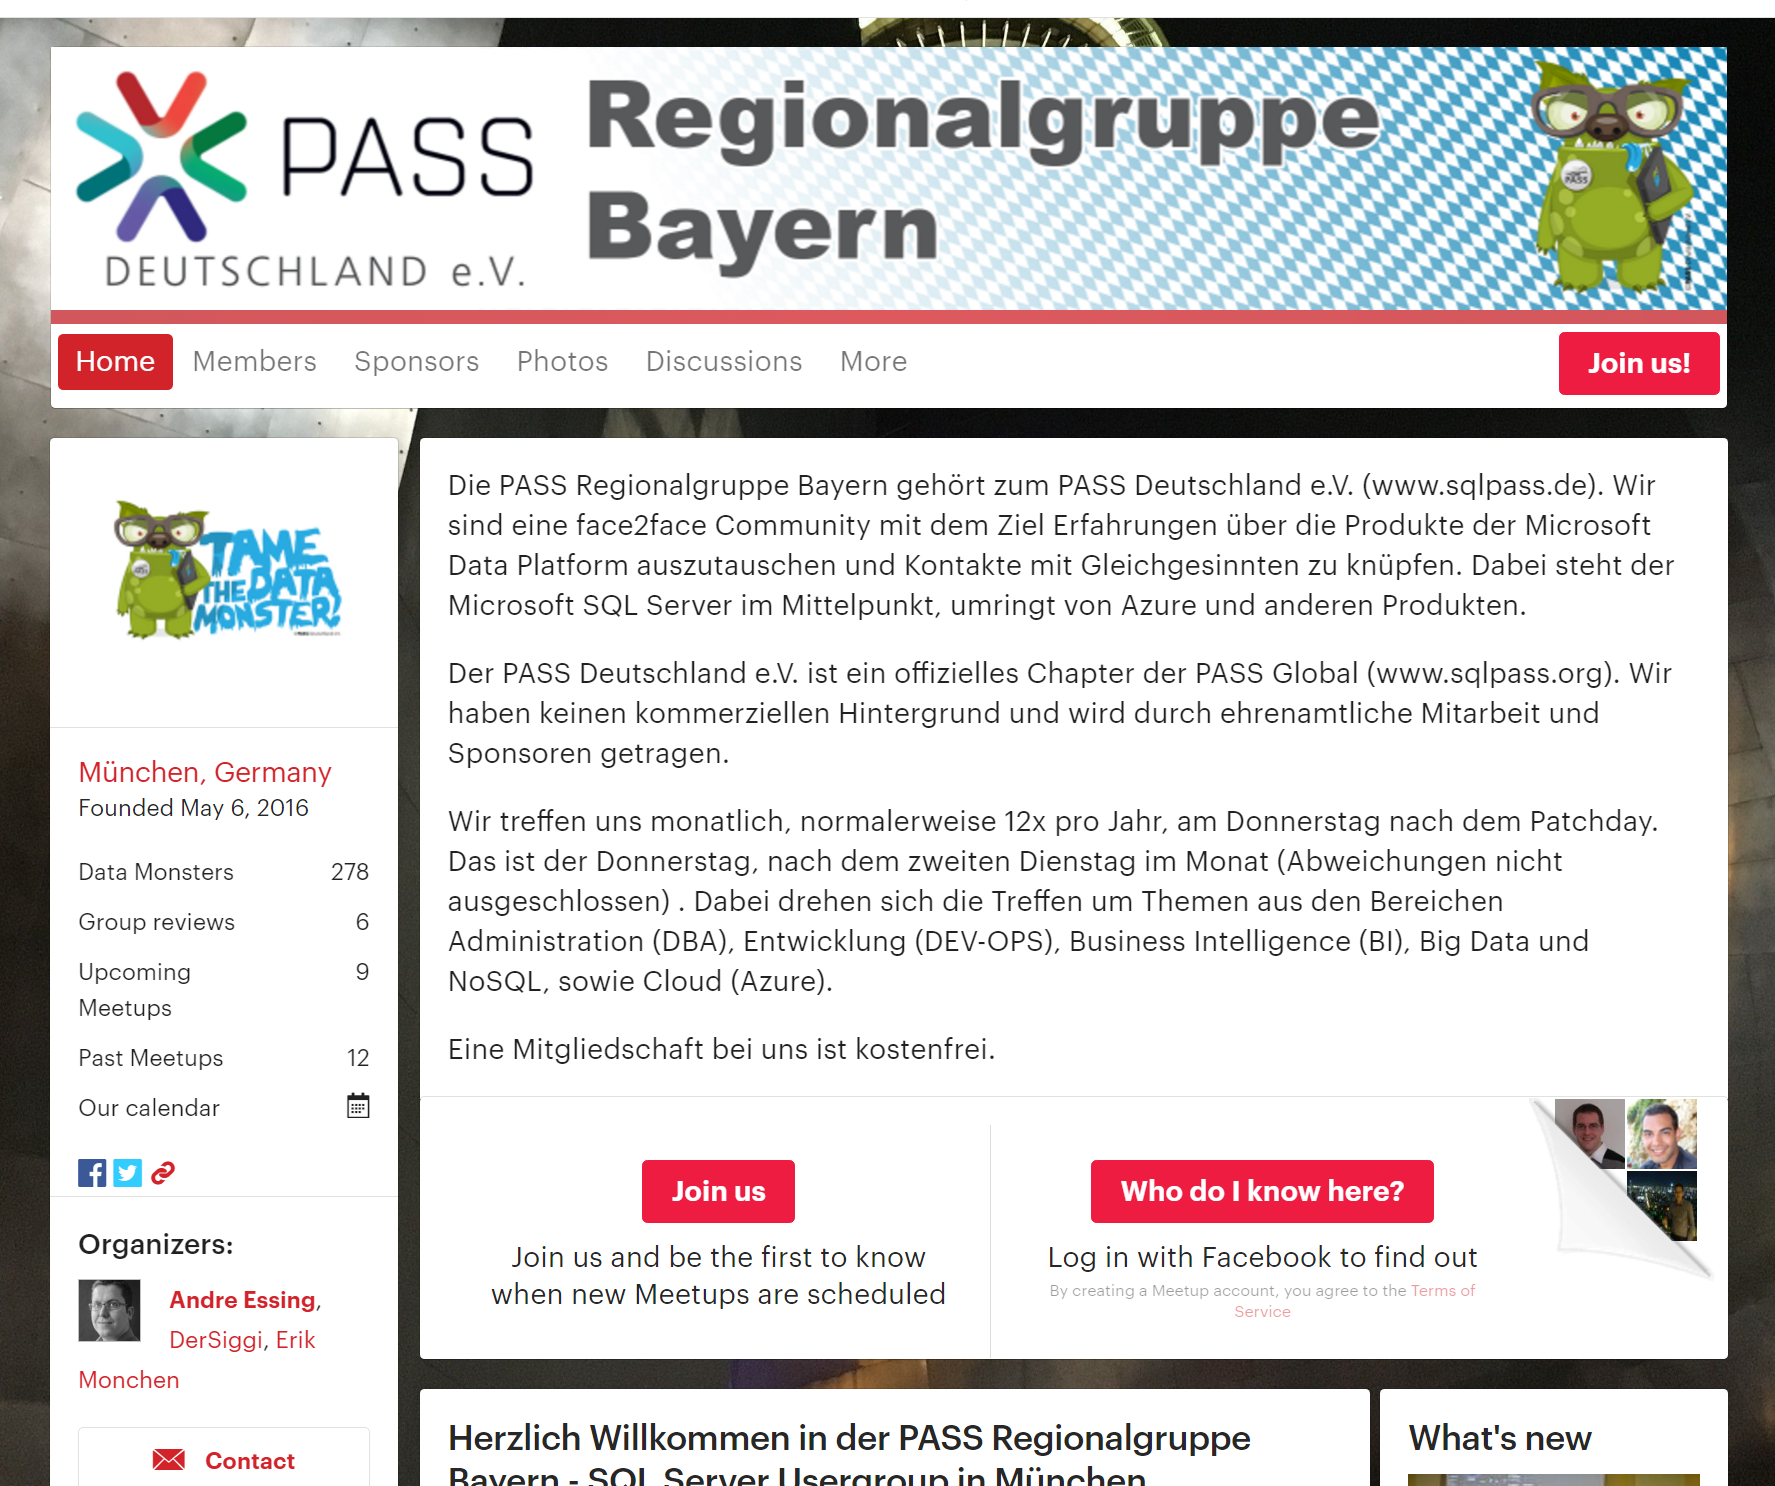 PASS
DEUTSCHLAND e.V.
Regionalgruppe
Bayern
PASS
Home
Members
Sponsors
Photos
Discussions
More
Join us!
TAME
THE DATA
MONSTER!
München, Germany
Founded May 6, 2016
Data Monsters 278
Group reviews 6
Upcoming 9
Meetups
Past Meetups 12
Our calendar
Organizers:
Andre Essing,
DerSiggi, Erik
Monchen
Contact
Die PASS Regionalgruppe Bayern gehört zum PASS Deutschland e.V. (www.sqlpass.de). Wir
sind eine face2face Community mit dem Ziel Erfahrungen über die Produkte der Microsoft
Data Platform auszutauschen und Kontakte mit Gleichgesinnten zu knüpfen. Dabei steht der
Microsoft SQL Server im Mittelpunkt, umringt von Azure und anderen Produkten.
Der PASS Deutschland e.V. ist ein offizielles Chapter der PASS Global (www.sqlpass.org). Wir
haben keinen kommerziellen Hintergrund und wird durch ehrenamtliche Mitarbeit und
Sponsoren getragen.
Wir treffen uns monatlich, normalerweise 12x pro Jahr, am Donnerstag nach dem Patchday.
Das ist der Donnerstag, nach dem zweiten Dienstag im Monat (Abweichungen nicht
ausgeschlossen) . Dabei drehen sich die Treffen um Themen aus den Bereichen
Administration (DBA), Entwicklung (DEV-OPS), Business Intelligence (BI), Big Data und
NoSQL, sowie Cloud (Azure).
Eine Mitgliedschaft bei uns ist kostenfrei.
Join us
Join us and be the first to know
when new Meetups are scheduled
Who do I know here?
Log in with Facebook to find out
By creating a Meetup account, you agree to the Terms of
Service
Herzlich Willkommen in der PASS Regionalgruppe
Bayern - SQL Server Usergroup in München
What's new